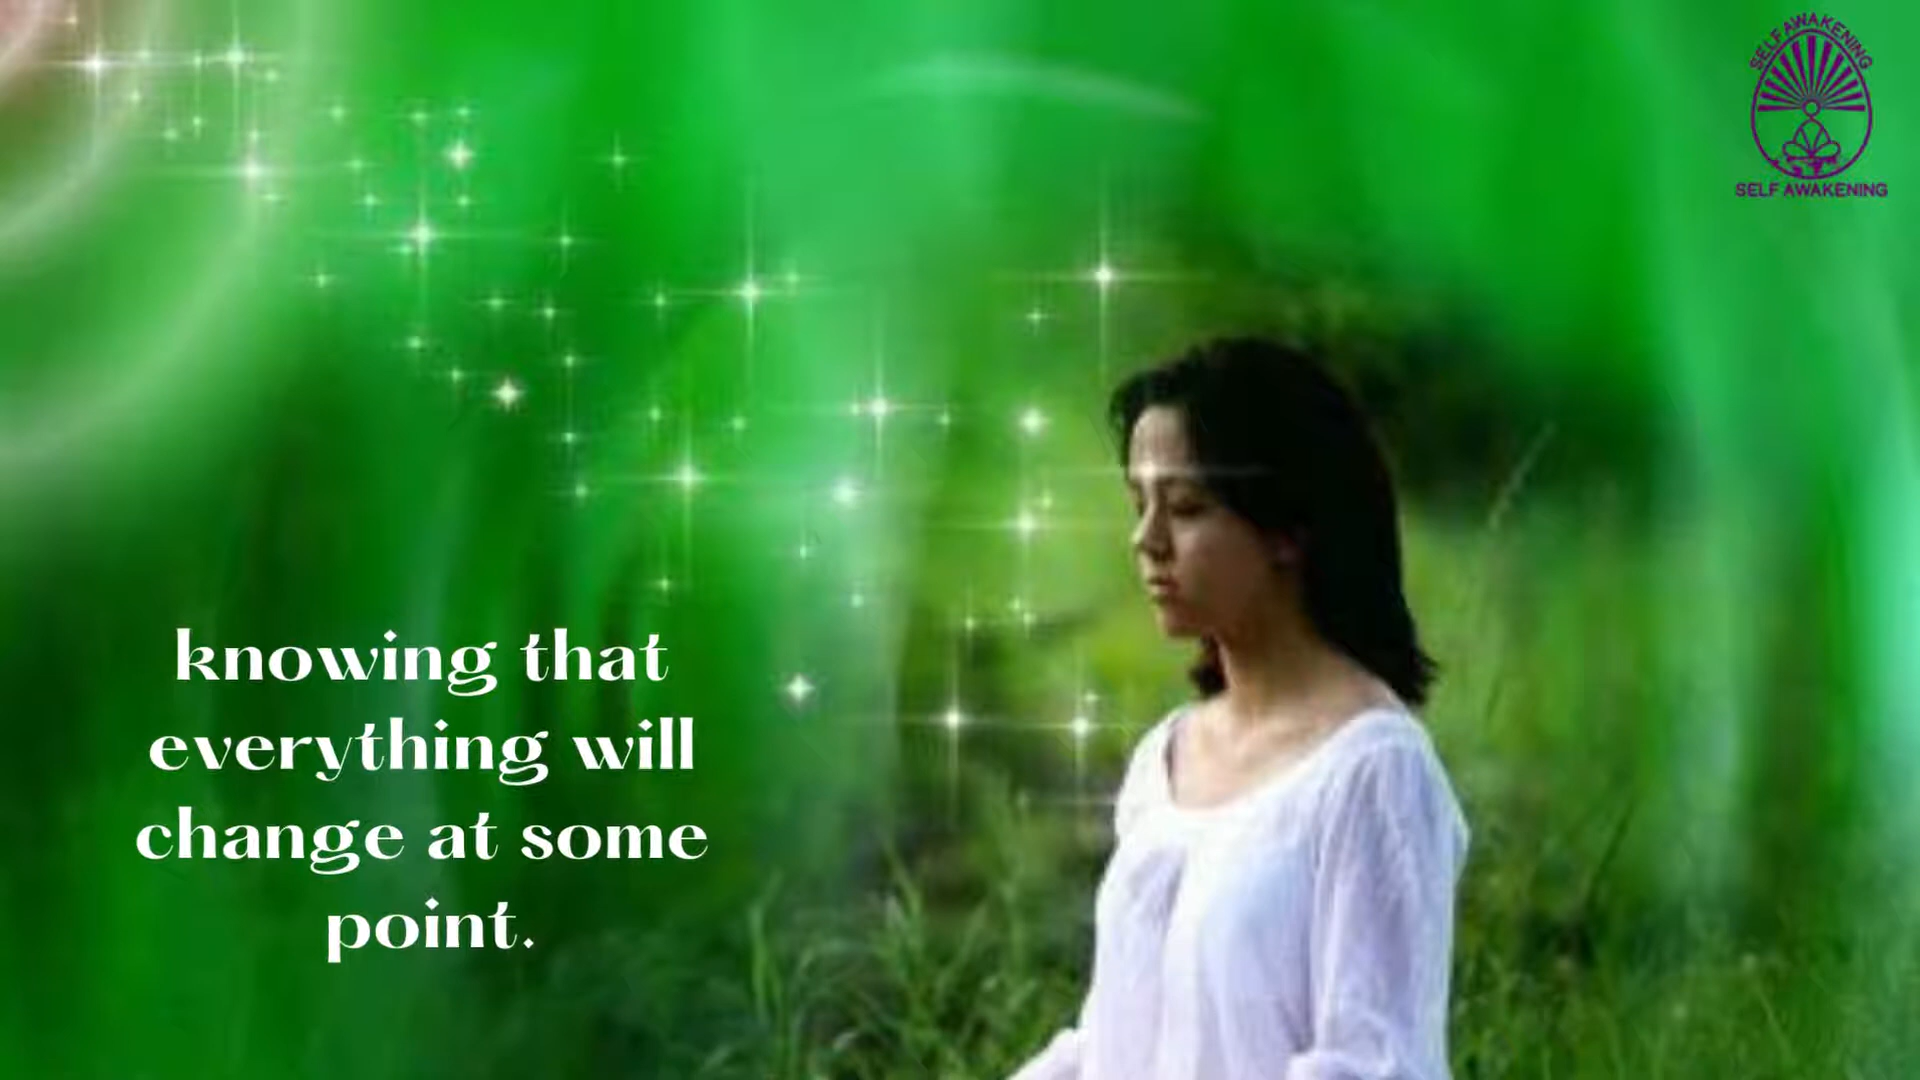 SELF AWAKENING
SELF AWAKENING
knowing that
everything will
change at some
point.